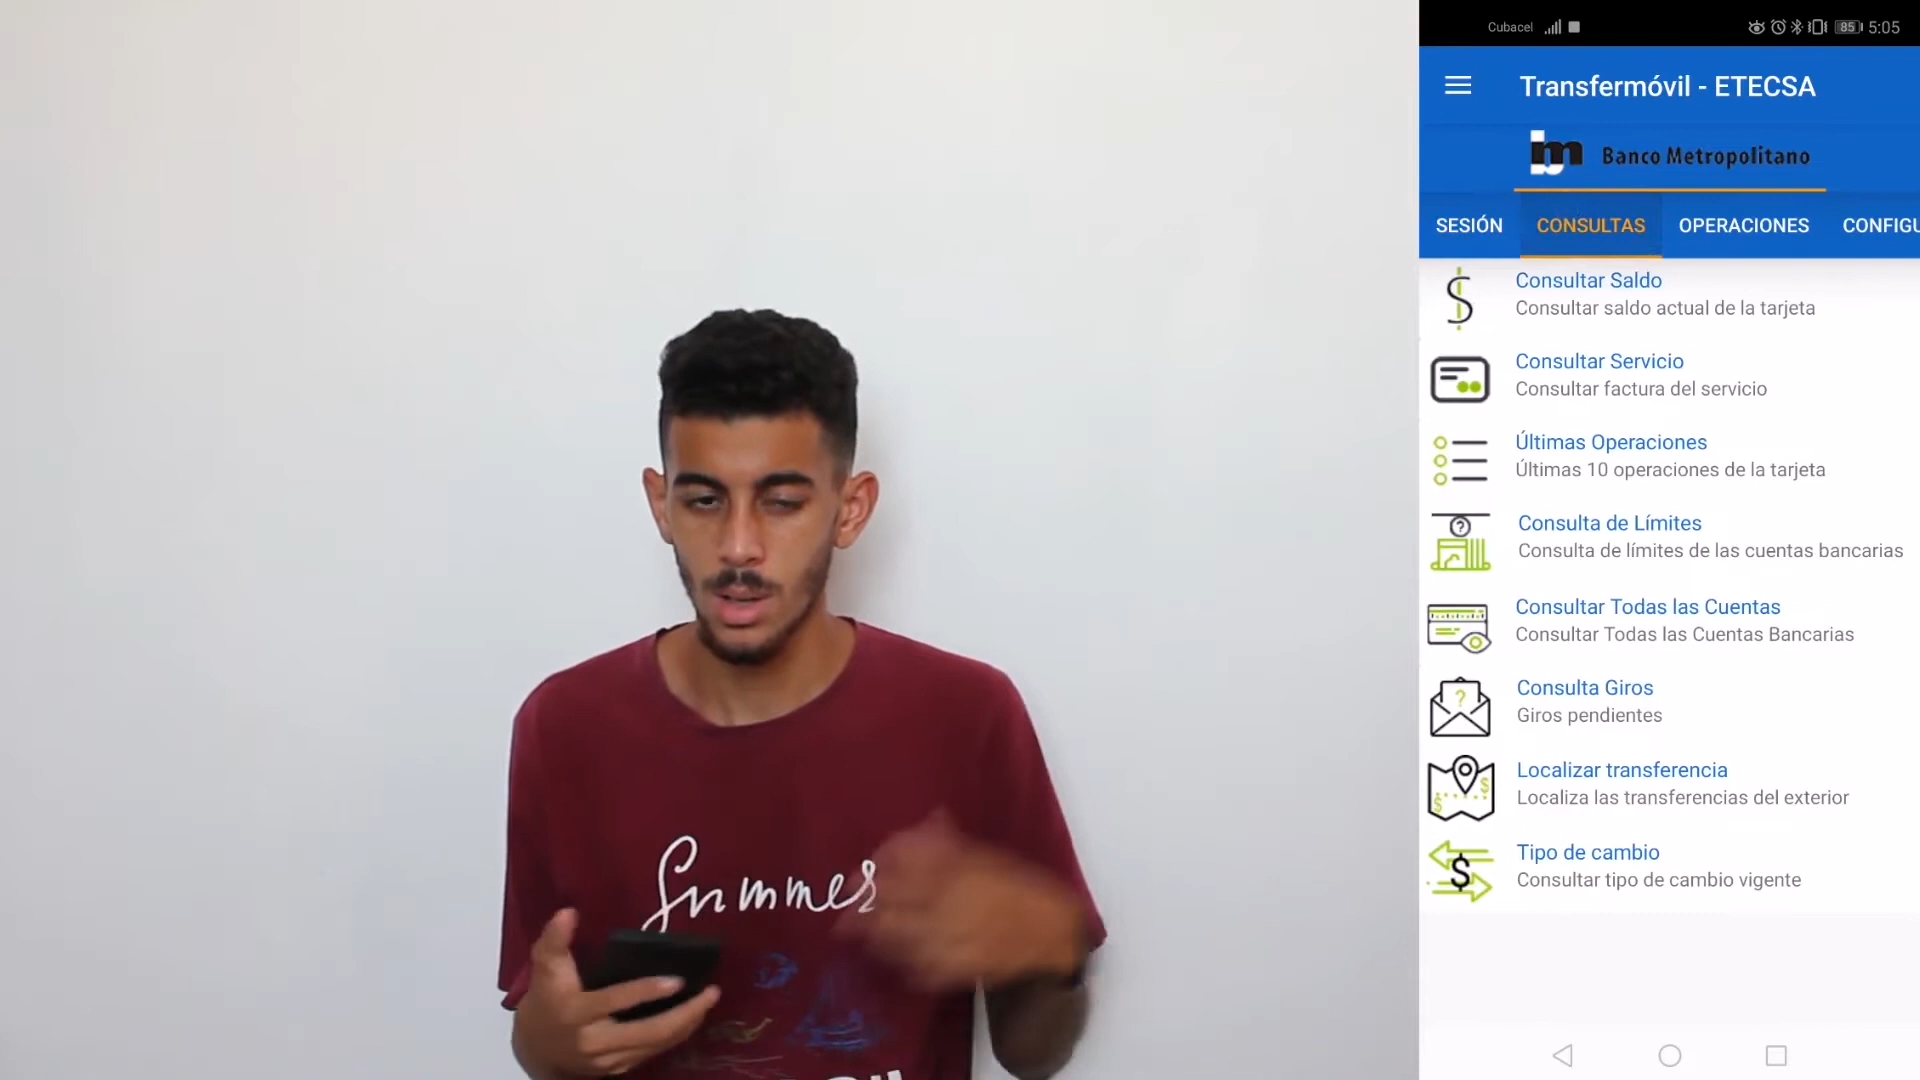 Cubacel
85 5:05
Transfermóvil - ETECSA
bm Banco Metropolitano
SESIÓN CONSULTAS OPERACIONES CONFIGU
Consultar Saldo
Consultar saldo actual de la tarjeta
Consultar Servicio
Consultar factura del servicio
Últimas Operaciones
Últimas 10 operaciones de la tarjeta
Consulta de Límites
Consulta de límites de las cuentas bancarias
Consultar Todas las Cuentas
Consultar Todas las Cuentas Bancarias
Consulta Giros
Giros pendientes
Localizar transferencia
Localiza las transferencias del exterior
Tipo de cambio
Consultar tipo de cambio vigente
Summer